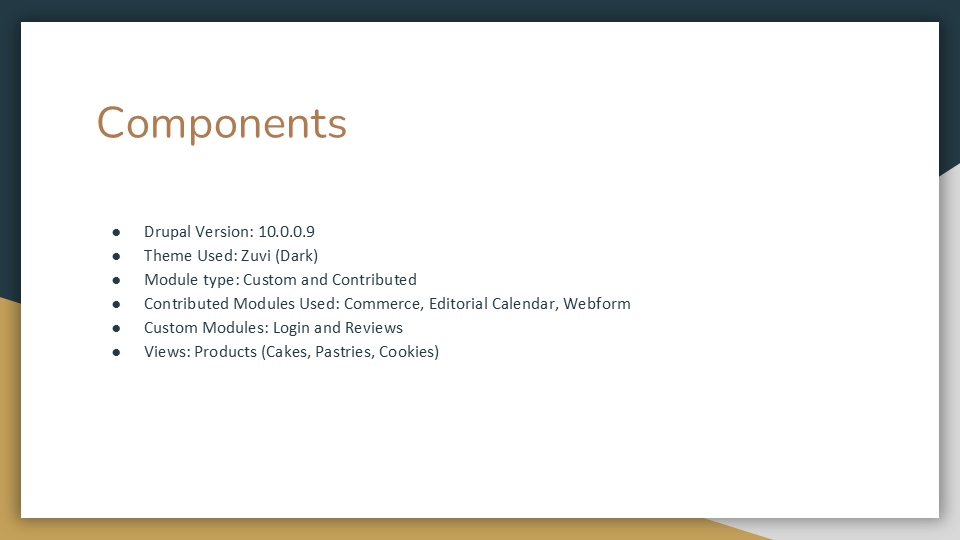 Components
● Drupal Version: 10.0.0.9
● Theme Used: Zuvi (Dark)
● Module type: Custom and Contributed
● Contributed Modules Used: Commerce, Editorial Calendar, Webform
● Custom Modules: Login and Reviews
● Views: Products (Cakes, Pastries, Cookies)